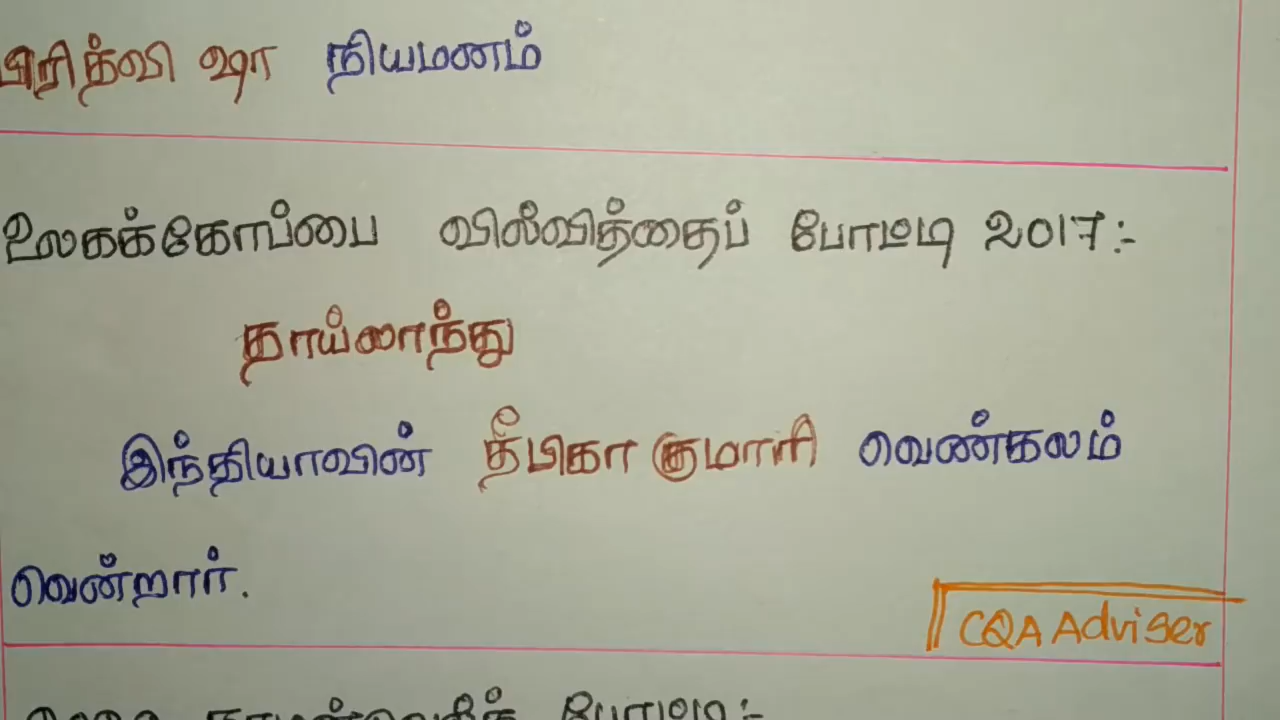 பிரித்வி ஷா நியமனம்
உலகக்கோப்பை வில்வித்தைப் போட்டி 2017:-
தாய்லாந்து
இந்தியாவின் தீபிகா குமாரி வெண்கலம்
வென்றார்.
CQA Adviser
போட்டி:-